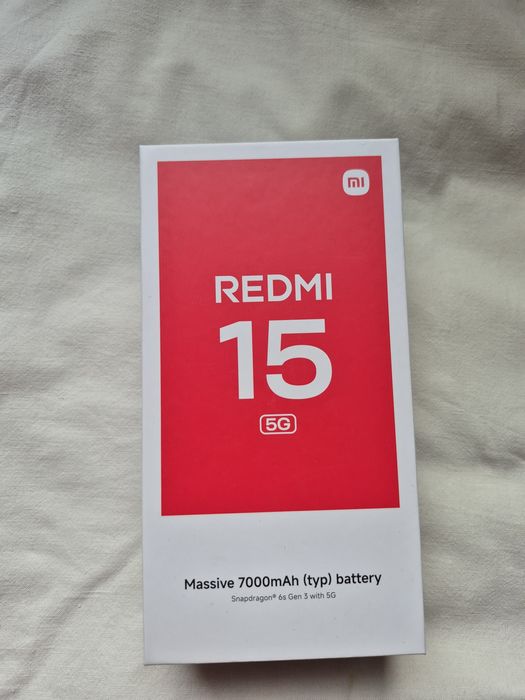 mi
REDMI
15
5G
Massive 7000mAh (typ) battery
Snapdragon® 6s Gen 3 with 5G